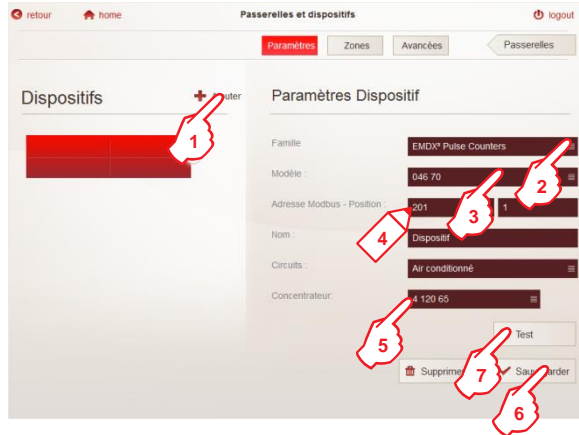 retour
home
Passerelles et dispositifs
logout
Paramètres
Zones
Avancées
Passerelles
Dispositifs
Paramètres Dispositif
1
Famille
EMDX³ Pulse Counters
2
Modèle :
046 70
3
Adresse Modbus - Position :
201
1
4
Nom :
Dispositif
Circuits :
Air conditionné
Concentrateur:
4 120 65
5
Test
7
6